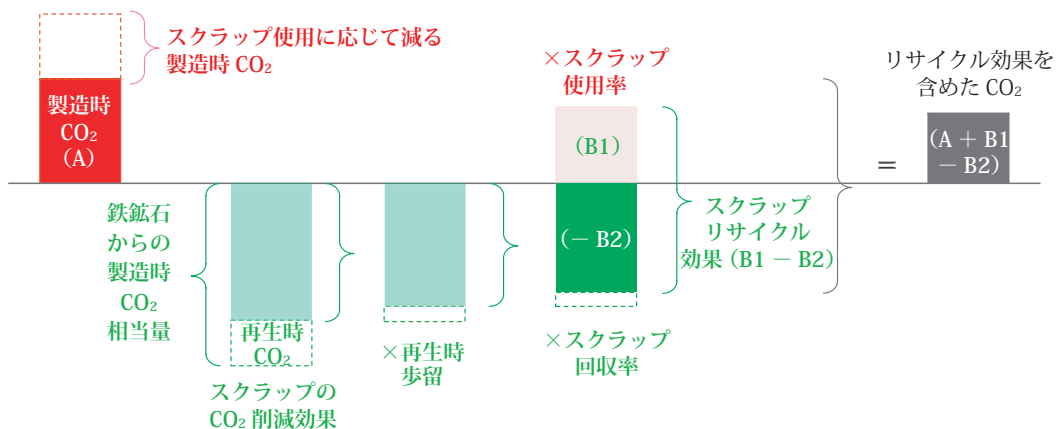 スクラップ使用に応じて減る
製造時 CO₂
製造時
CO₂
(A)
鉄鉱石
からの
製造時
CO₂
相当量
再生時
CO₂
スクラップの
CO₂ 削減効果
×再生時
歩留
×スクラップ
使用率
(B1)
(－B2)
×スクラップ
回収率
スクラップ
リサイクル
効果 (B1 － B2)
=
リサイクル効果を
含めた CO₂
(A ＋ B1
－ B2)